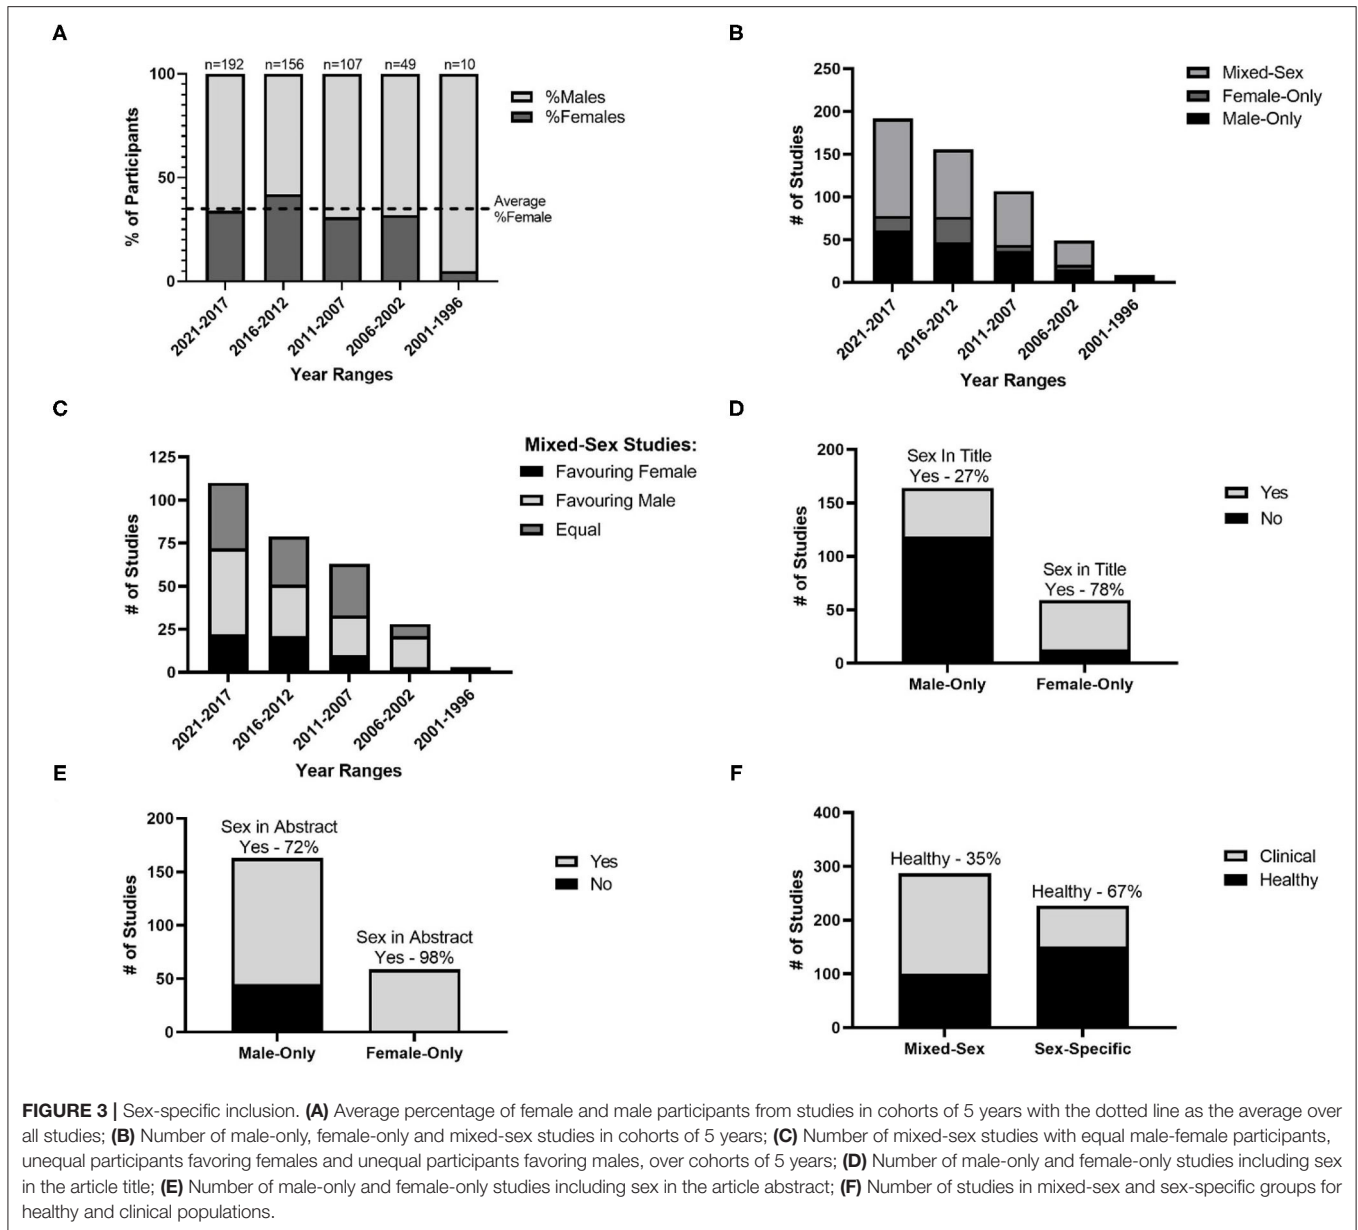 A
n=192 n=156 n=107 n=49 n=10
100
50
0
% of Participants
%Males
%Females
Average
%Female
2021-2017
2016-2012
2011-2007
2006-2002
2001-1996
Year Ranges
B
250
200
150
100
50
0
# of Studies
Mixed-Sex
Female-Only
Male-Only
2021-2017
2016-2012
2011-2007
2006-2002
2001-1996
Year Ranges
C
Mixed-Sex Studies:
Favouring Female
Favouring Male
Equal
125
100
75
50
25
0
# of Studies
2021-2017
2016-2012
2011-2007
2006-2002
2001-1996
Year Ranges
D
200
150
100
50
0
# of Studies
Sex In Title
Yes - 27%
Sex in Title
Yes - 78%
Yes
No
Male-Only
Female-Only
E
200
150
100
50
0
# of Studies
Sex in Abstract
Yes - 72%
Sex in Abstract
Yes - 98%
Yes
No
Male-Only
Female-Only
F
400
300
200
100
0
# of Studies
Healthy - 35%
Healthy - 67%
Clinical
Healthy
Mixed-Sex
Sex-Specific
FIGURE 3 | Sex-specific inclusion. (A) Average percentage of female and male participants from studies in cohorts of 5 years with the dotted line as the average over
all studies; (B) Number of male-only, female-only and mixed-sex studies in cohorts of 5 years; (C) Number of mixed-sex studies with equal male-female participants,
unequal participants favoring females and unequal participants favoring males, over cohorts of 5 years; (D) Number of male-only and female-only studies including sex
in the article title; (E) Number of male-only and female-only studies including sex in the article abstract; (F) Number of studies in mixed-sex and sex-specific groups for
healthy and clinical populations.